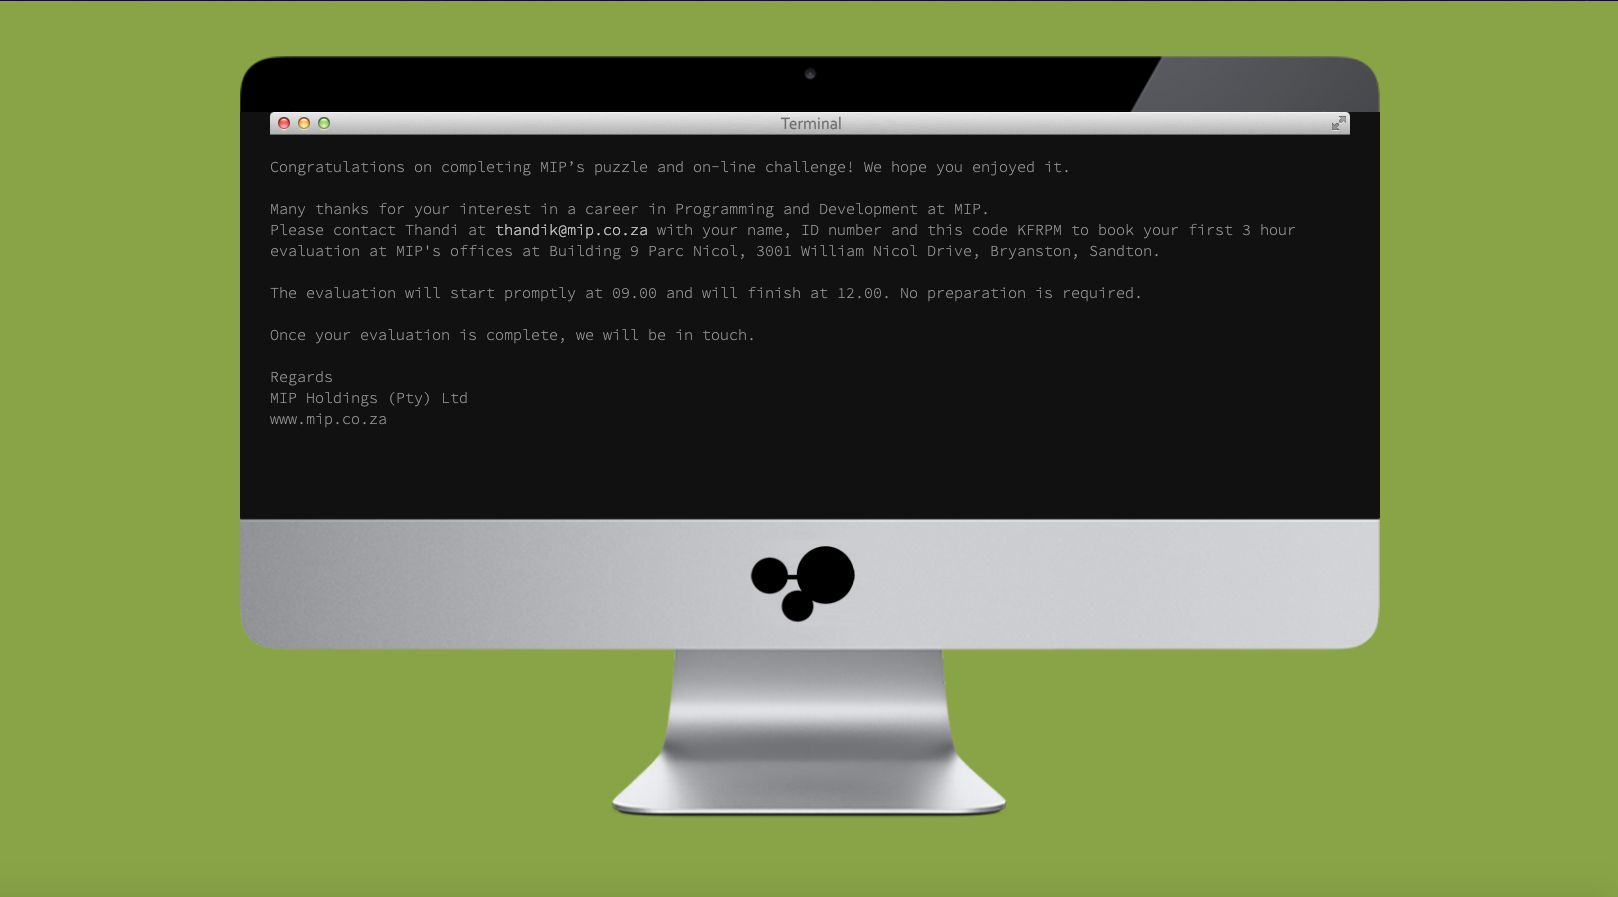 Terminal
Congratulations on completing MIP’s puzzle and on-line challenge! We hope you enjoyed it.
Many thanks for your interest in a career in Programming and Development at MIP.
Please contact Thandi at thandik@mip.co.za with your name, ID number and this code KFRPM to book your first 3 hour
evaluation at MIP's offices at Building 9 Parc Nicol, 3001 William Nicol Drive, Bryanston, Sandton.
The evaluation will start promptly at 09.00 and will finish at 12.00. No preparation is required.
Once your evaluation is complete, we will be in touch.
Regards
MIP Holdings (Pty) Ltd
www.mip.co.za